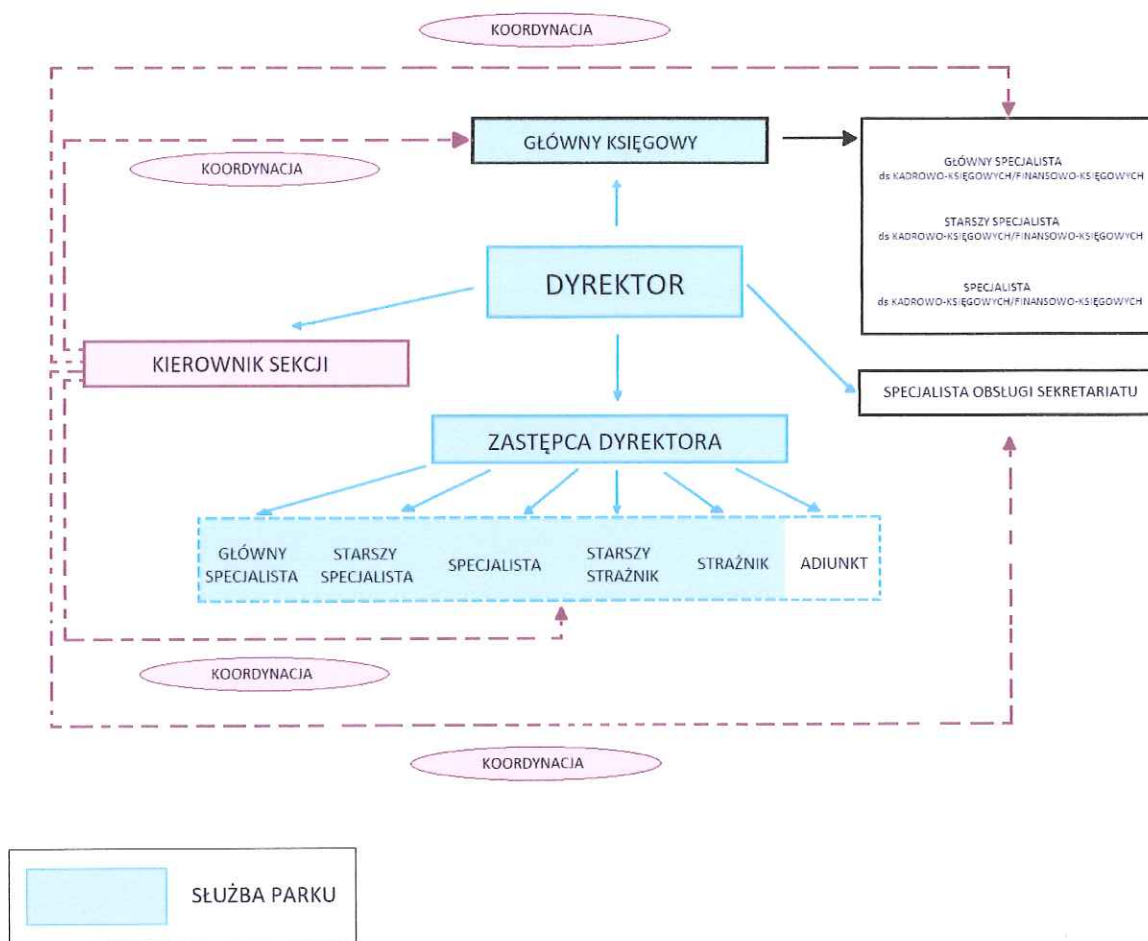 KOORDYNACJA
GŁÓWNY KSIĘGOWY
KOORDYNACJA
GŁÓWNY SPECJALISTA
ds KADROWO-KSIĘGOWYCH/FINANSOWO-KSIĘGOWYCH
STARSZY SPECJALISTA
ds KADROWO-KSIĘGOWYCH/FINANSOWO-KSIĘGOWYCH
SPECJALISTA
ds KADROWO-KSIĘGOWYCH/FINANSOWO-KSIĘGOWYCH
DYREKTOR
KIEROWNIK SEKCJI
SPECJALISTA OBSŁUGI SEKRETARIATU
ZASTĘPCA DYREKTORA
GŁÓWNY
SPECJALISTA
STARSZY
SPECJALISTA
SPECJALISTA
STARSZY
STRAŻNIK
STRAŻNIK
ADIUNKT
KOORDYNACJA
KOORDYNACJA
SŁUŻBA PARKU